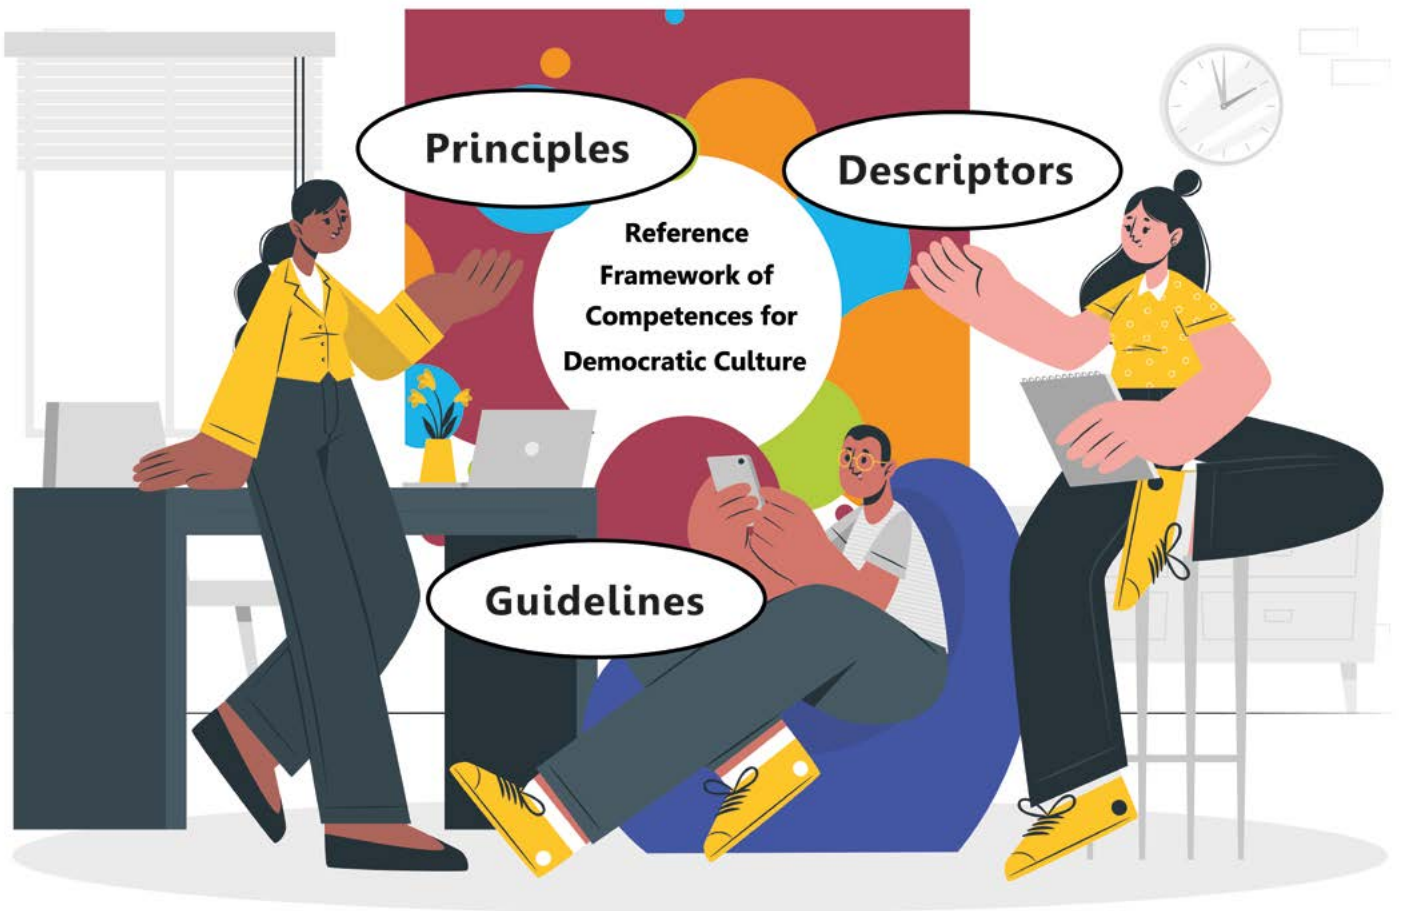 Principles
Descriptors
Reference
Framework of
Competences for
Democratic Culture
Guidelines